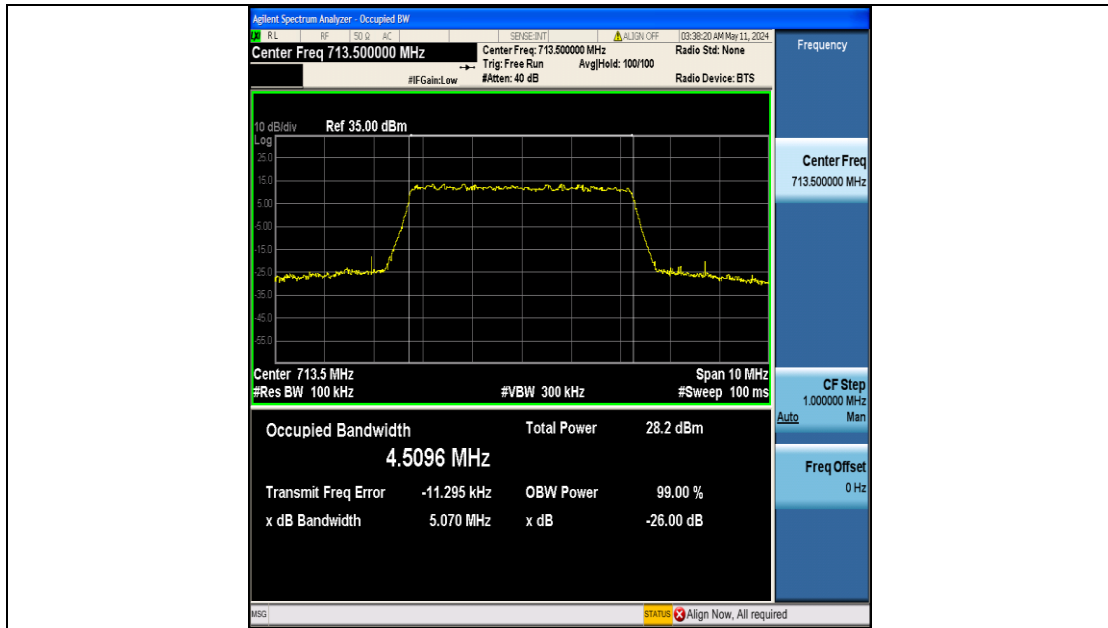 Agilent Spectrum Analyzer - Occupied BW
RL RF 50 Ω AC SENSE:INT ALIGN OFF 03:38:20 AM May 11, 2024
Center Freq 713.500000 MHz
Center Freq: 713.500000 MHz Radio Std: None
Trig: Free Run Avg|Hold: 100/100
#IFGain:Low #Atten: 40 dB Radio Device: BTS
10 dB/div Ref 35.00 dBm
Log
25.0
15.0
5.00
-5.00
-15.0
-25.0
-35.0
-45.0
-55.0
Center 713.5 MHz Span 10 MHz
#Res BW 100 kHz #VBW 300 kHz #Sweep 100 ms
Occupied Bandwidth Total Power 28.2 dBm
4.5096 MHz
Transmit Freq Error -11.295 kHz OBW Power 99.00 %
x dB Bandwidth 5.070 MHz x dB -26.00 dB
Frequency
Center Freq
713.500000 MHz
CF Step
1.000000 MHz
Auto Man
Freq Offset
0 Hz
MSG STATUS Align Now, All required